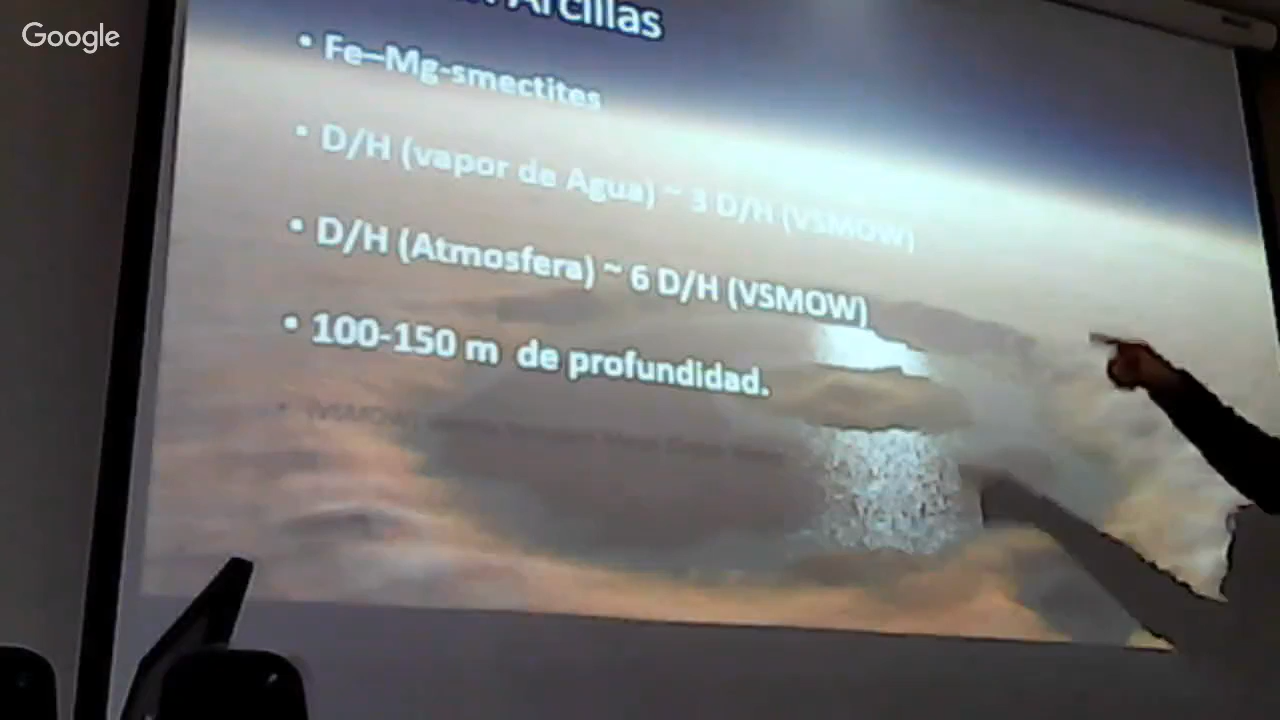 Google
Arcillas
• Fe–Mg-smectites
• D/H (vapor de Agua) ~ 3 D/H (VSMOW)
• D/H (Atmosfera) ~ 6 D/H (VSMOW)
• 100-150 m de profundidad.